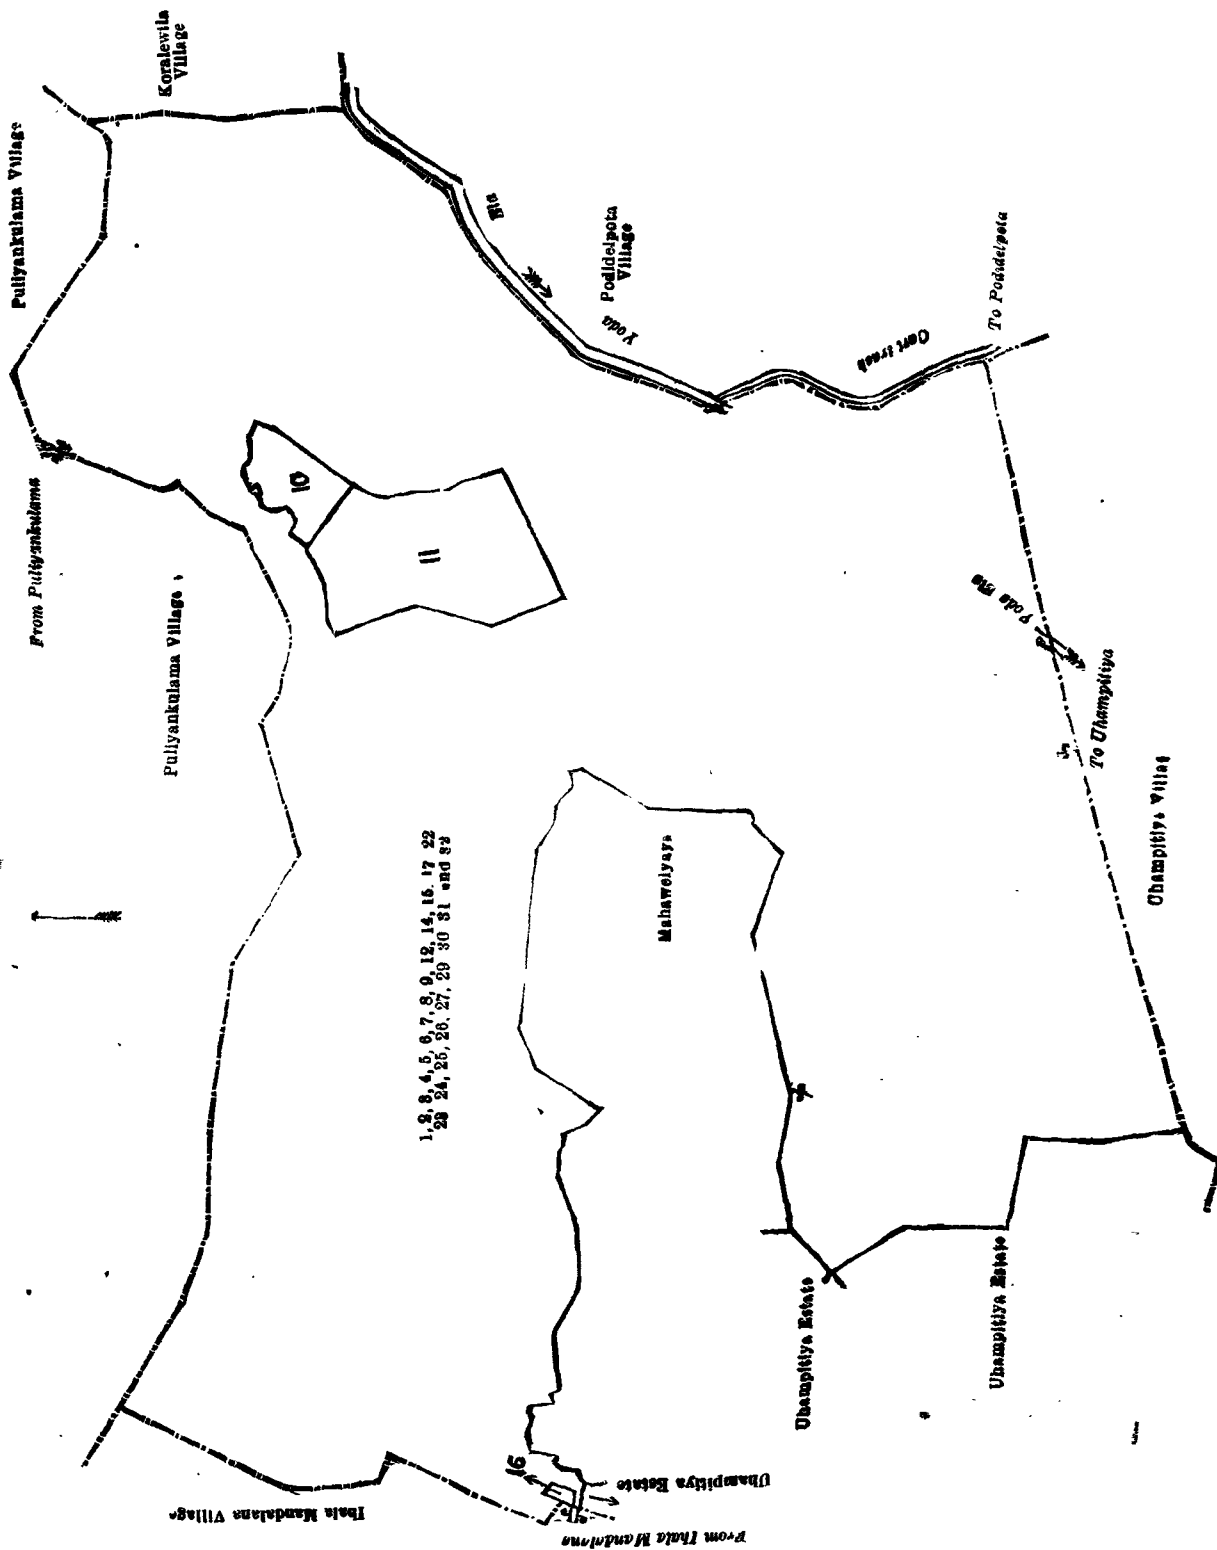 Puliyankulama Village
Koralewila
Village
From Puliyankulama
Puliyankulama Village
10
11
Ela
Yoda
Podidelpota
Village
Cart track
To Podidelpota
Yoda Ela
To Uhampitiya
Mahawelyaya
1, 2, 3, 4, 5, 6, 7, 8, 9, 12, 14, 15, 17 22
23 24, 25, 26, 27, 29 30 31 and 32
Uhampitiya Estate
Uhampitiya Estate
Ihala Mandalana Village
16
Uhampitiya Estate
From Ihala Mandalana